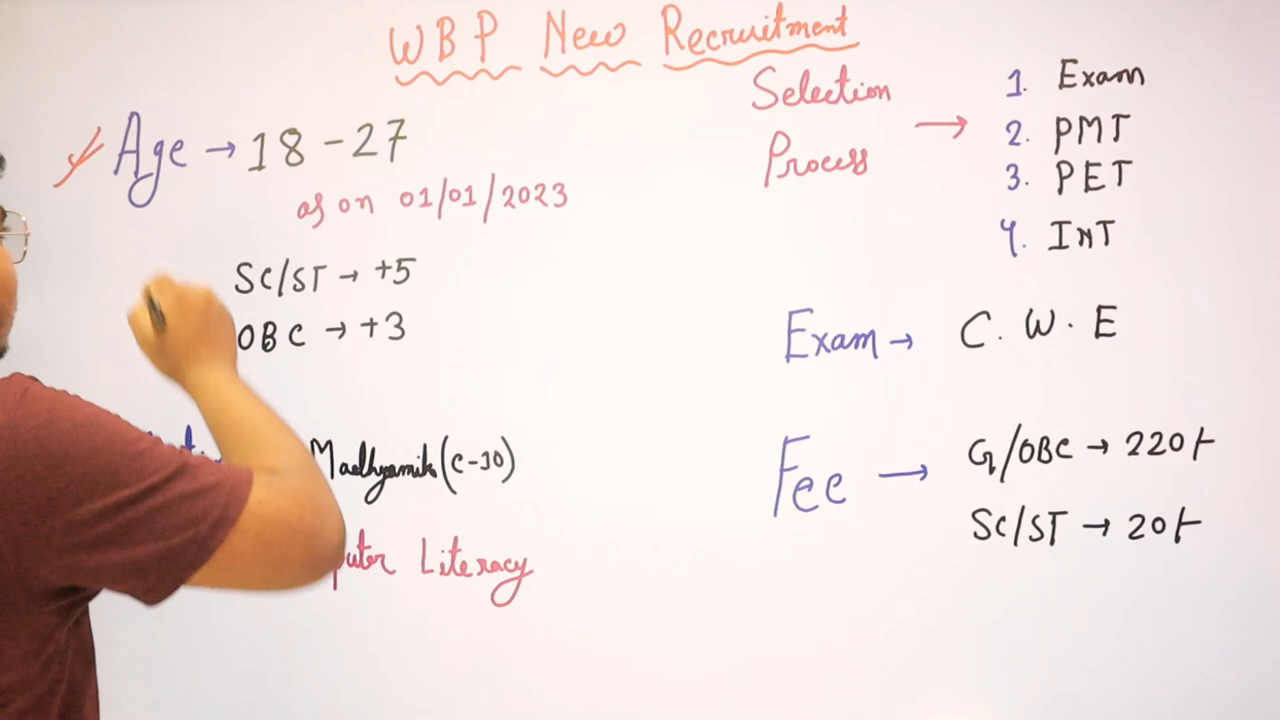 WBP New Recruitment
Age → 18 - 27
as on 01/01/2023
SC/ST → +5
OBC → +3
Madhyamik (C-10)
Literacy
Selection
Process →
1. Exam
2. PMT
3. PET
4. INT
Exam → C. W. E
Fee →
G/OBC → 220/-
SC/ST → 20/-